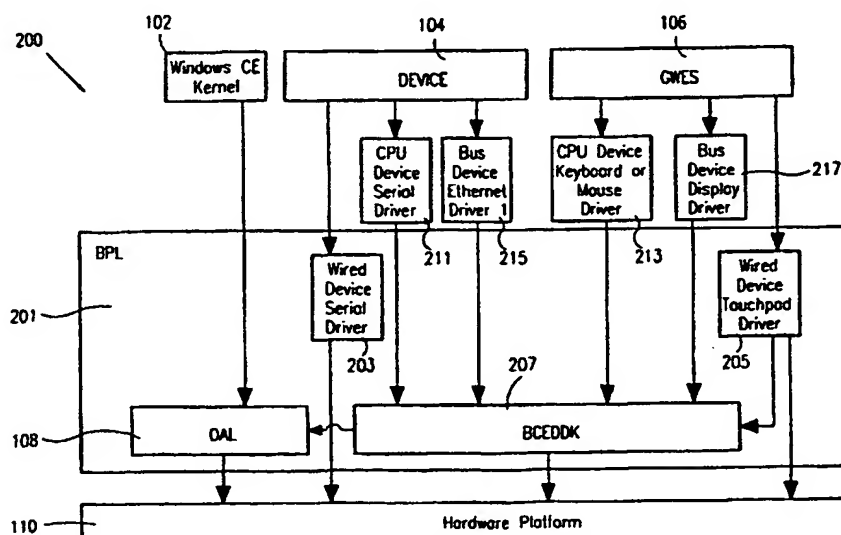 200
102
104
106
Windows CE
Kernel
DEVICE
GWES
CPU
Device
Serial
Driver
Bus
Device
Ethernet
Driver 1
CPU Device
Keyboard or
Mouse
Driver
Bus
Device
Display
Driver
217
211
215
213
BPL
201
Wired
Device
Serial
Driver
203
Wired
Device
Touchpad
Driver
205
207
108
OAL
BCEDDK
110
Hardware Platform